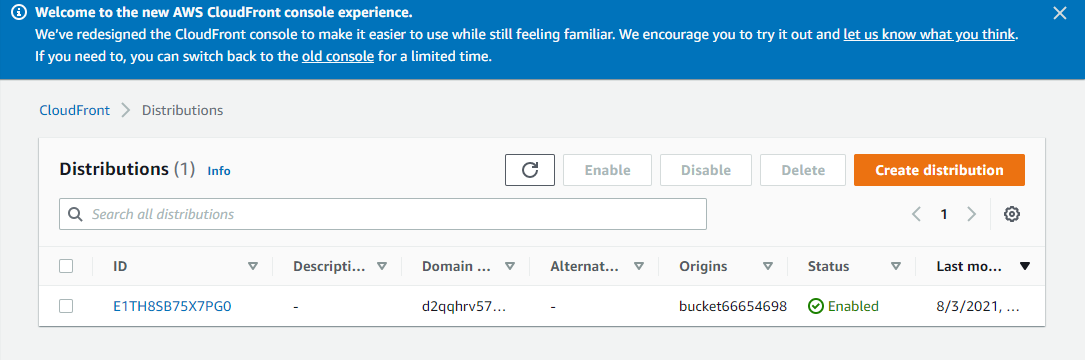 Welcome to the new AWS CloudFront console experience.
We've redesigned the CloudFront console to make it easier to use while still feeling familiar. We encourage you to try it out and let us know what you think.
If you need to, you can switch back to the old console for a limited time.
CloudFront > Distributions
Distributions (1) Info Enable Disable Delete Create distribution
Search all distributions 1
ID Descripti... Domain ... Alternat... Origins Status Last mo...
E1TH8SB75X7PG0 - d2qqhrv57... - bucket66654698 Enabled 8/3/2021, ...